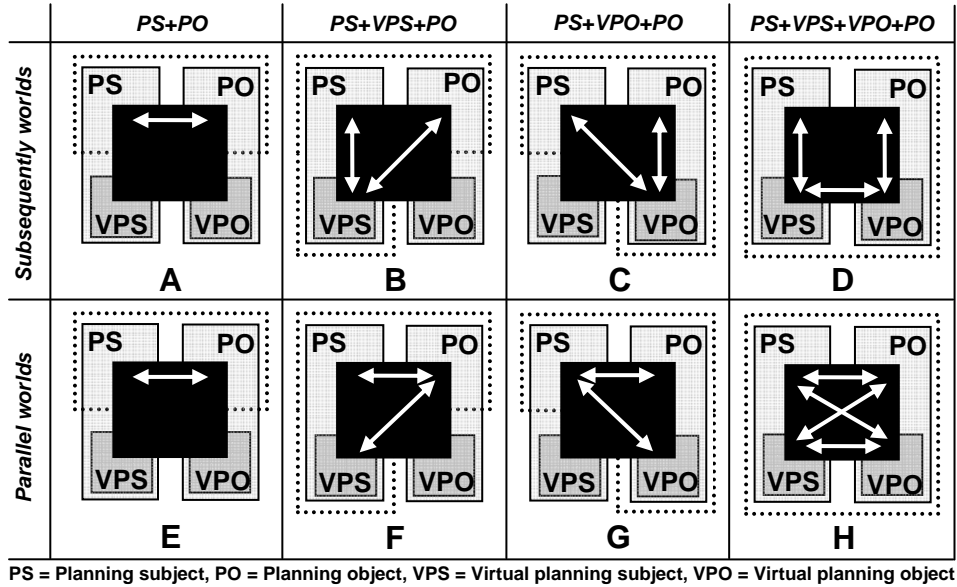 PS+PO PS+VPS+PO PS+VPO+PO PS+VPS+VPO+PO
Subsequently worlds
PS PO PS PO PS PO PS PO
VPS VPO VPS VPO VPS VPO VPS VPO
A B C D
Parallel worlds
PS PO PS PO PS PO PS PO
VPS VPO VPS VPO VPS VPO VPS VPO
E F G H
PS = Planning subject, PO = Planning object, VPS = Virtual planning subject, VPO = Virtual planning object